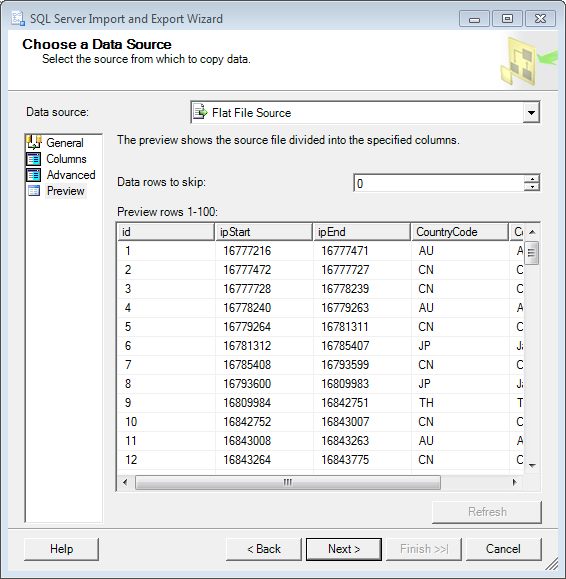 SQL Server Import and Export Wizard
Choose a Data Source
Select the source from which to copy data.
Data source: Flat File Source
General
Columns
Advanced
Preview
The preview shows the source file divided into the specified columns.
Data rows to skip: 0
Preview rows 1-100:
id ipStart ipEnd CountryCode
1 16777216 16777471 AU A
2 16777472 16777727 CN C
3 16777728 16778239 CN C
4 16778240 16779263 AU A
5 16779264 16781311 CN C
6 16781312 16785407 JP Ja
7 16785408 16793599 CN C
8 16793600 16809983 JP Ja
9 16809984 16842751 TH T
10 16842752 16843007 CN C
11 16843008 16843263 AU A
12 16843264 16843775 CN C
Refresh
Help < Back Next > Finish >>| Cancel